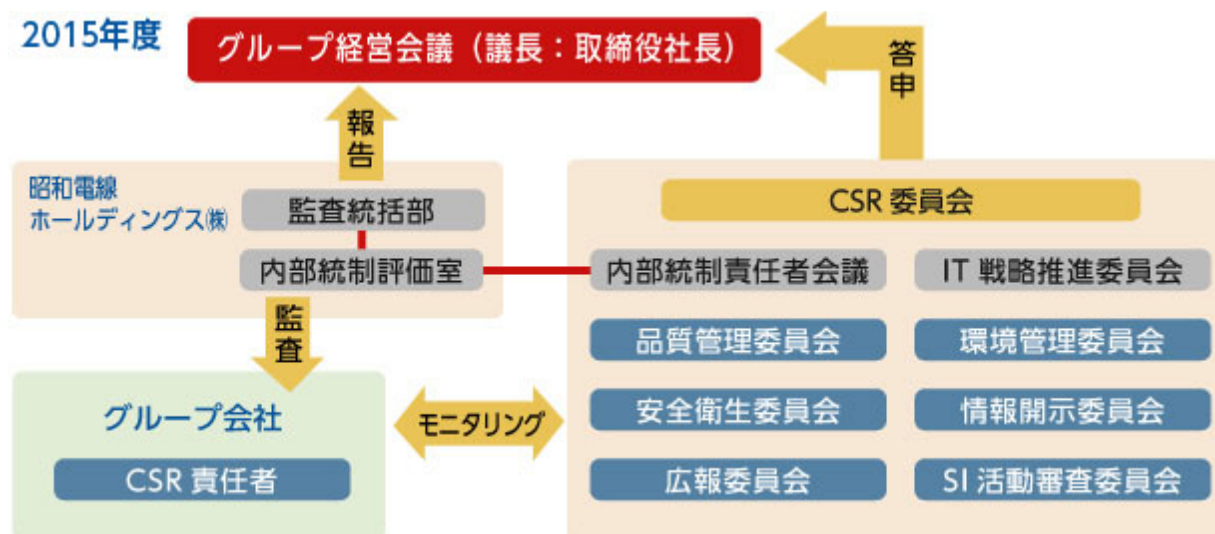 2015年度
グループ経営会議（議長：取締役社長）
答申
報告
昭和電線
ホールディングス㈱
監査統括部
内部統制評価室
監査
グループ会社
CSR 責任者
モニタリング
CSR 委員会
内部統制責任者会議
IT 戦略推進委員会
品質管理委員会
環境管理委員会
安全衛生委員会
情報開示委員会
広報委員会
SI 活動審査委員会